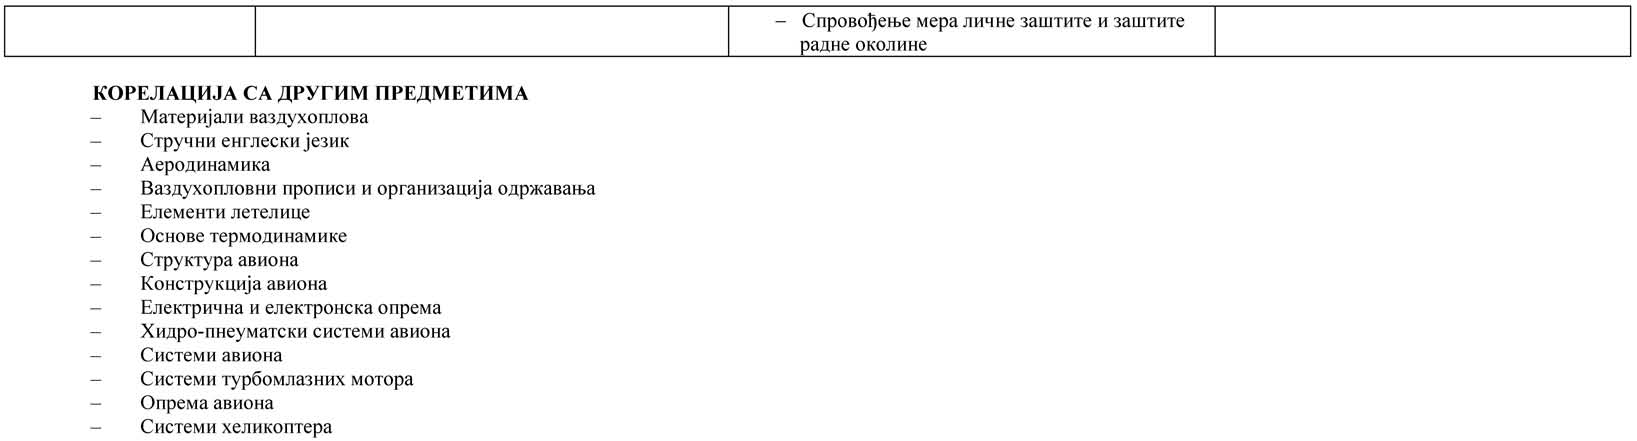 – Спровођење мера личне заштите и заштите
радне околине
КОРЕЛАЦИЈА СА ДРУГИМ ПРЕДМЕТИМА
– Материјали ваздухоплова
– Стручни енглески језик
– Аеродинамика
– Ваздухопловни прописи и организација одржавања
– Елементи летелице
– Основе термодинамике
– Структура авиона
– Конструкција авиона
– Електрична и електронска опрема
– Хидро-пнеуматски системи авиона
– Системи авиона
– Системи турбомлазних мотора
– Опрема авиона
– Системи хеликоптера